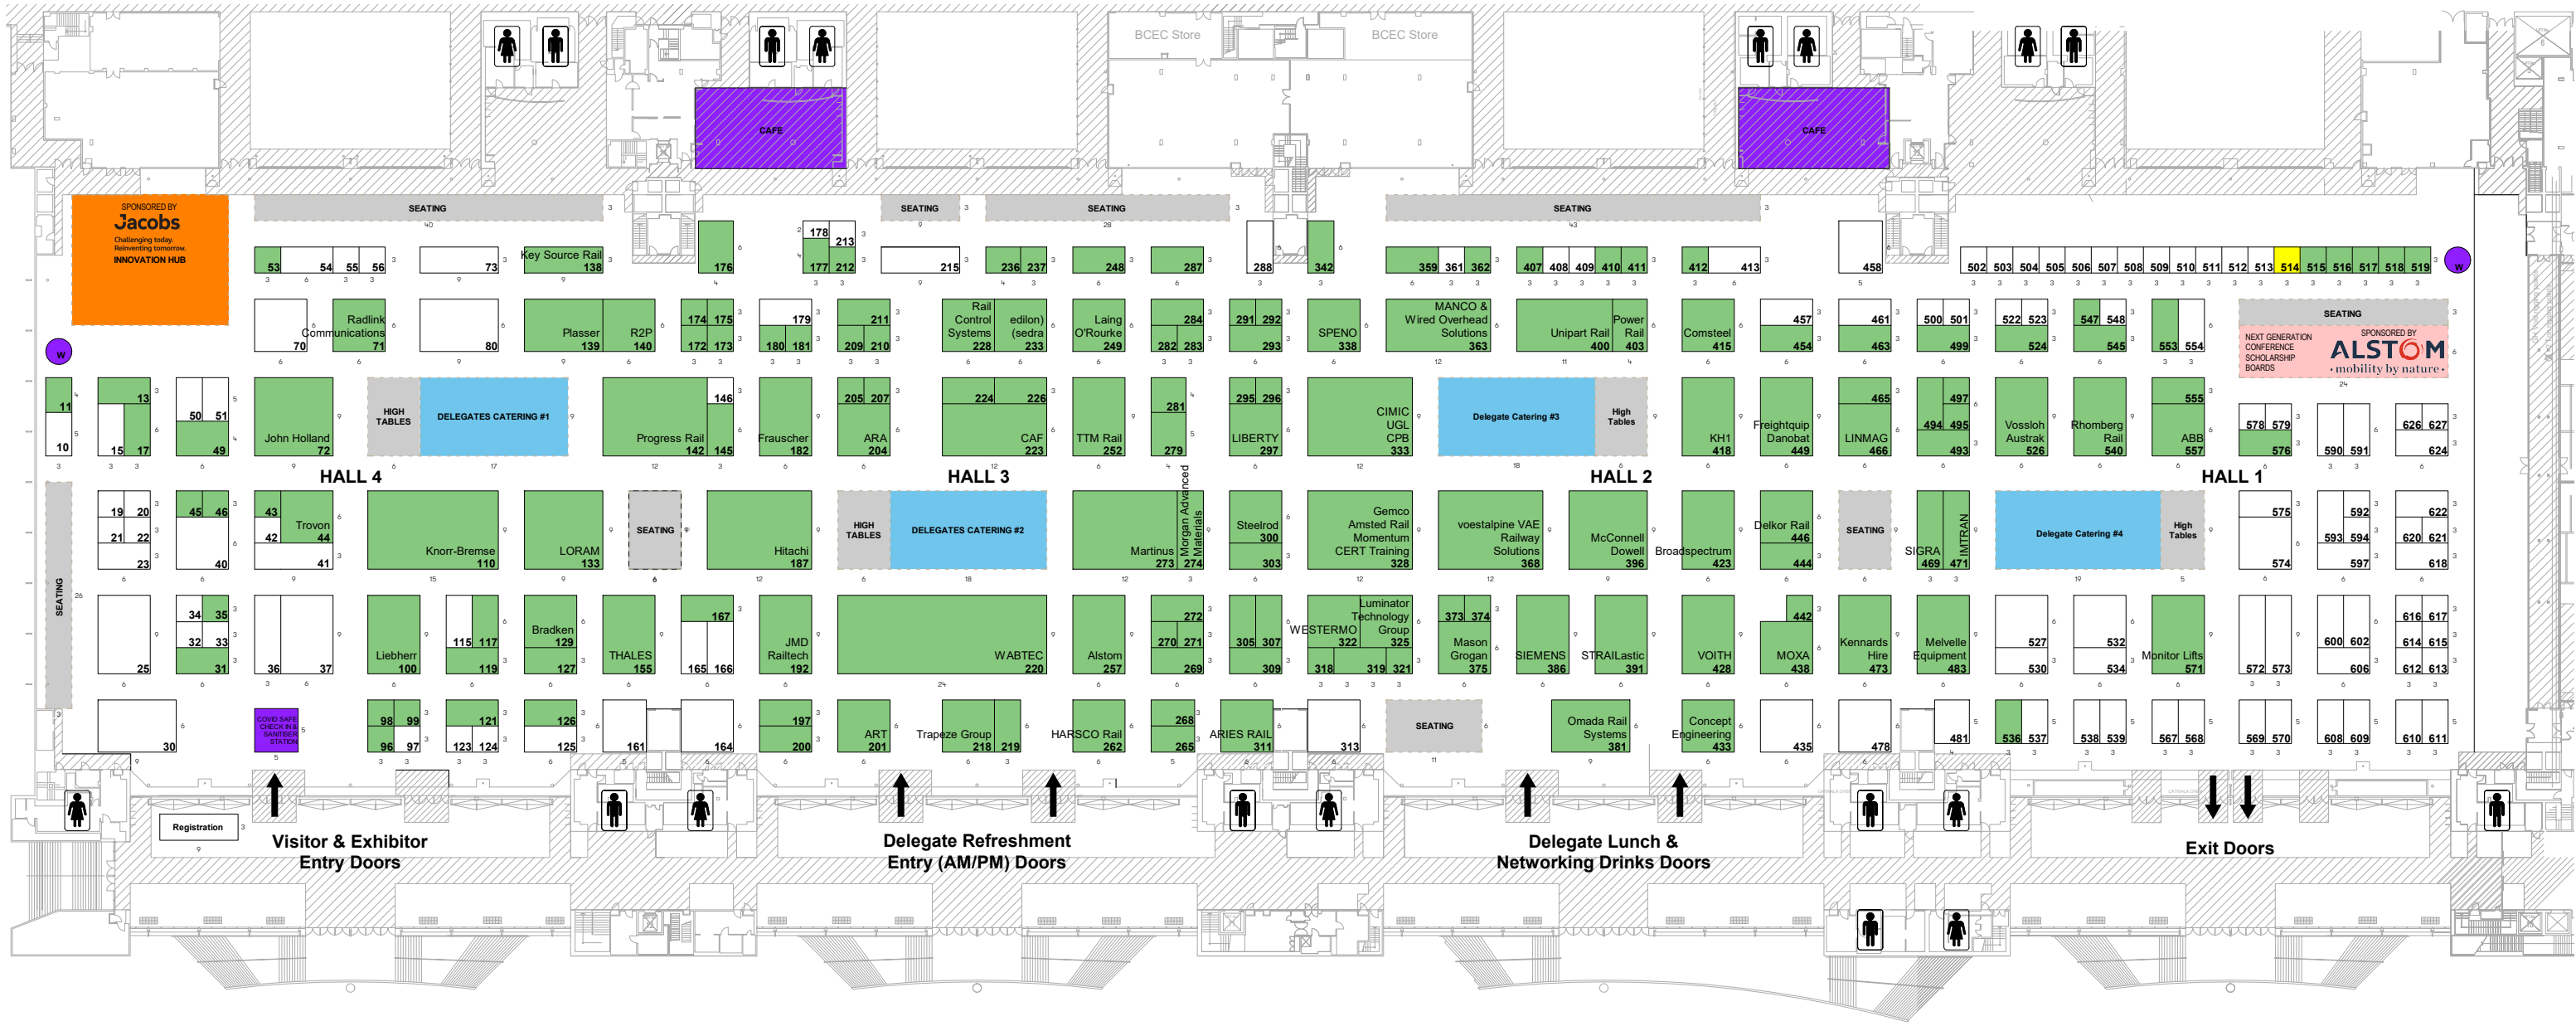 BCEC Store
BCEC Store
CAFE
CAFE
SPONSORED BY
Jacobs
Challenging today.
Reinventing tomorrow.
INNOVATION HUB
SEATING
SEATING
SEATING
SEATING
40
9
28
43
53 54 55 56
73
Key Source Rail
138
176
178
213
177 212
215
236 237
248
287
288
342
359 361 362
407 408 409 410 411
412 413
458
502 503 504 505 506 507 508 509 510 511 512 513 514 515 516 517 518 519
W
W
70
Radlink
Communications
71
80
Plasser
139
R2P
140
174 175
172 173
179
180 181
211
209 210
Rail
Control
Systems
228
edilon)
(sedra
233
Laing
O'Rourke
249
284
282 283
291 292
293
SPENO
338
MANCO &
Wired Overhead
Solutions
363
Unipart Rail
400
Power
Rail
403
Comsteel
415
457
454
461
463
500 501
499
522 523
524
547 548
545
553 554
SEATING
NEXT GENERATION
CONFERENCE
SCHOLARSHIP
BOARDS
SPONSORED BY
ALSTOM
• mobility by nature •
24
11
10
13
15 17
50 51
49
John Holland
72
HIGH
TABLES
DELEGATES CATERING #1
146
Progress Rail
142 145
Frauscher
182
205 207
ARA
204
224 226
CAF
223
TTM Rail
252
281
279
295 296
LIBERTY
297
CIMIC
UGL
CPB
333
Delegate Catering #3
High
Tables
KH1
418
Freightquip
Danobat
449
465
LINMAG
466
497
494 495
493
Vossloh
Austrak
526
Rhomberg
Rail
540
555
ABB
557
578 579
576
590 591
626 627
624
HALL 4
HALL 3
HALL 2
HALL 1
SEATING
26
19 20
21 22
23
45 46
40
43
42
Trovon
44
41
Knorr-Bremse
110
LORAM
133
SEATING
Hitachi
187
HIGH
TABLES
DELEGATES CATERING #2
Martinus
273
Morgan Advanced
Materials
274
Steelrod
300
303
Gemco
Amsted Rail
Momentum
CERT Training
328
voestalpine VAE
Railway
Solutions
368
McConnell
Dowell
396
Broadspectrum
423
Delkor Rail
446
444
SEATING
SIGRA
469
IMTRAN
471
Delegate Catering #4
High
Tables
575
574
592
593 594
597
622
620 621
618
25
34 35
32 33
31
36 37
Liebherr
100
115 117
119
Bradken
129
127
THALES
155
167
165 166
JMD
Railtech
192
WABTEC
220
Alstom
257
272
270 271
269
305 307
309
WESTERMO
322
Luminator
Technology
Group
325
318 319 321
373 374
Mason
Grogan
375
SIEMENS
386
STRAILastic
391
VOITH
428
442
MOXA
438
Kennards
Hire
473
Melvelle
Equipment
483
527
530
532
534
Monitor Lifts
571
572 573
600 602
606
616 617
614 615
612 613
30
COVID SAFE
CHECK IN &
SANITISER
STATION
98 99
96 97
121
123 124
126
125
161
164
197
200
ART
201
Trapeze Group
218 219
HARSCO Rail
262
268
265
ARIES RAIL
311
313
SEATING
Omada Rail
Systems
381
Concept
Engineering
433
435
478
481
536 537
538 539
567 568
569 570
608 609
610 611
Registration
Visitor & Exhibitor
Entry Doors
Delegate Refreshment
Entry (AM/PM) Doors
Delegate Lunch &
Networking Drinks Doors
Exit Doors